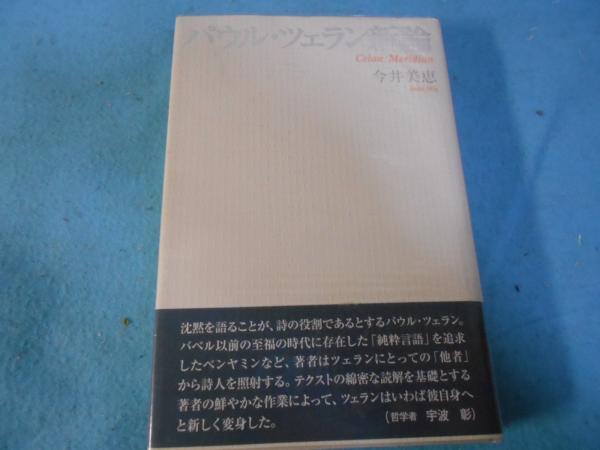 パウル・ツェラン新論
Celan/Meridian
今井美恵
沈黙を語ることが、詩の役割であるとするパウル・ツェラン。
バベル以前の至福の時代に存在した「純粋言語」を追求
したベンヤミンなど、著者はツェランにとっての「他者」
から詩人を照射する。テクストの綿密な読解を基礎とする
著者の鮮やかな作業によって、ツェランはいわば彼自身へ
と新しく変身した。
(哲学者 宇波 彰)